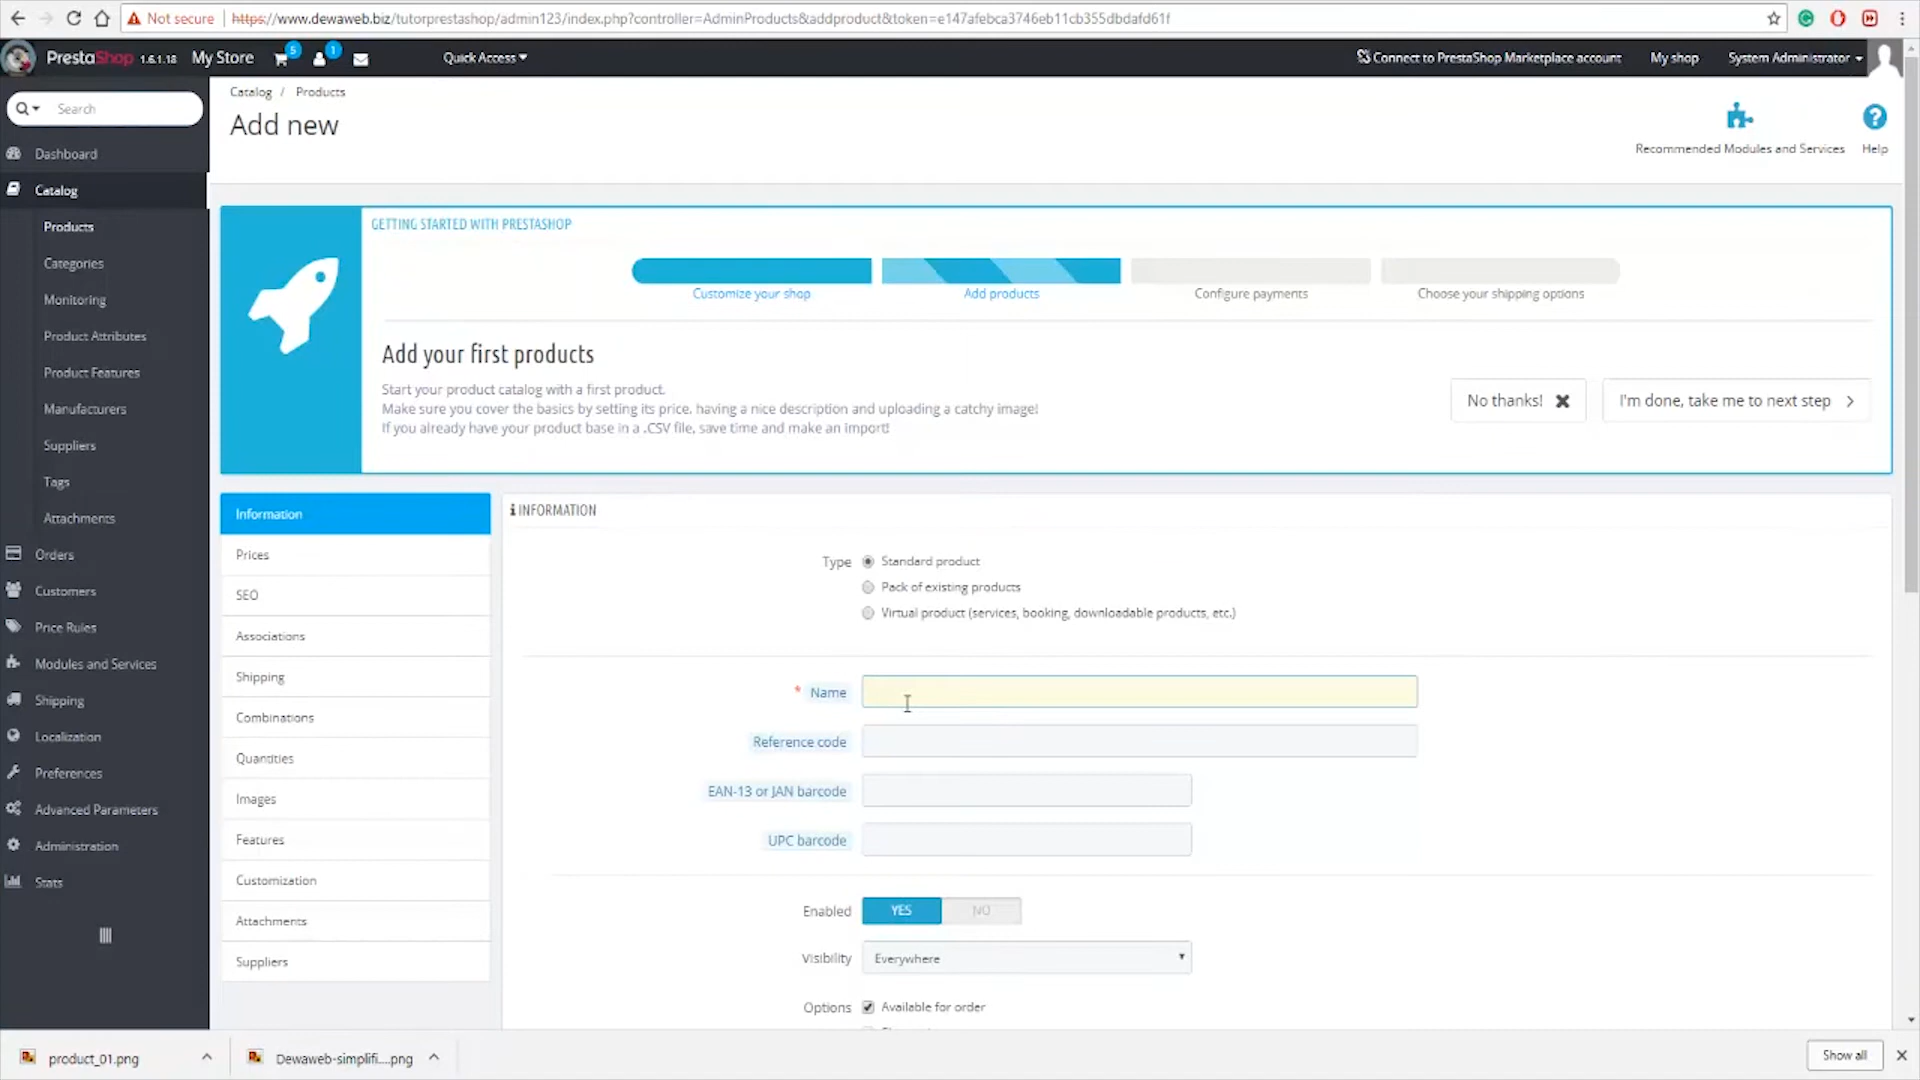 Not secure https://www.dewaweb.biz/tutorprestashop/admin123/index.php?controller=AdminProducts&addproduct&token=e147afebca3746eb11cb355dbdafd61f
PrestaShop 1.6.1.18 My Store 5 1 Quick Access Connect to PrestaShop Marketplace account My shop System Administrator
Search
Dashboard
Catalog
Products
Categories
Monitoring
Product Attributes
Product Features
Manufacturers
Suppliers
Tags
Attachments
Orders
Customers
Price Rules
Modules and Services
Shipping
Localization
Preferences
Advanced Parameters
Administration
Stats
Catalog / Products
Add new
Recommended Modules and Services
? Help
GETTING STARTED WITH PRESTASHOP
Customize your shop Add products Configure payments Choose your shipping options
Add your first products
Start your product catalog with a first product.
Make sure you cover the basics by setting its price, having a nice description and uploading a catchy image!
If you already have your product base in a .CSV file, save time and make an import!
No thanks! I'm done, take me to next step
Information
Prices
SEO
Associations
Shipping
Combinations
Quantities
Images
Features
Customization
Attachments
Suppliers
INFORMATION
Type Standard product
Pack of existing products
Virtual product (services, booking, downloadable products, etc.)
* Name
Reference code
EAN-13 or JAN barcode
UPC barcode
Enabled YES NO
Visibility Everywhere
Options Available for order
product_01.png Dewaweb-simplifi....png Show all